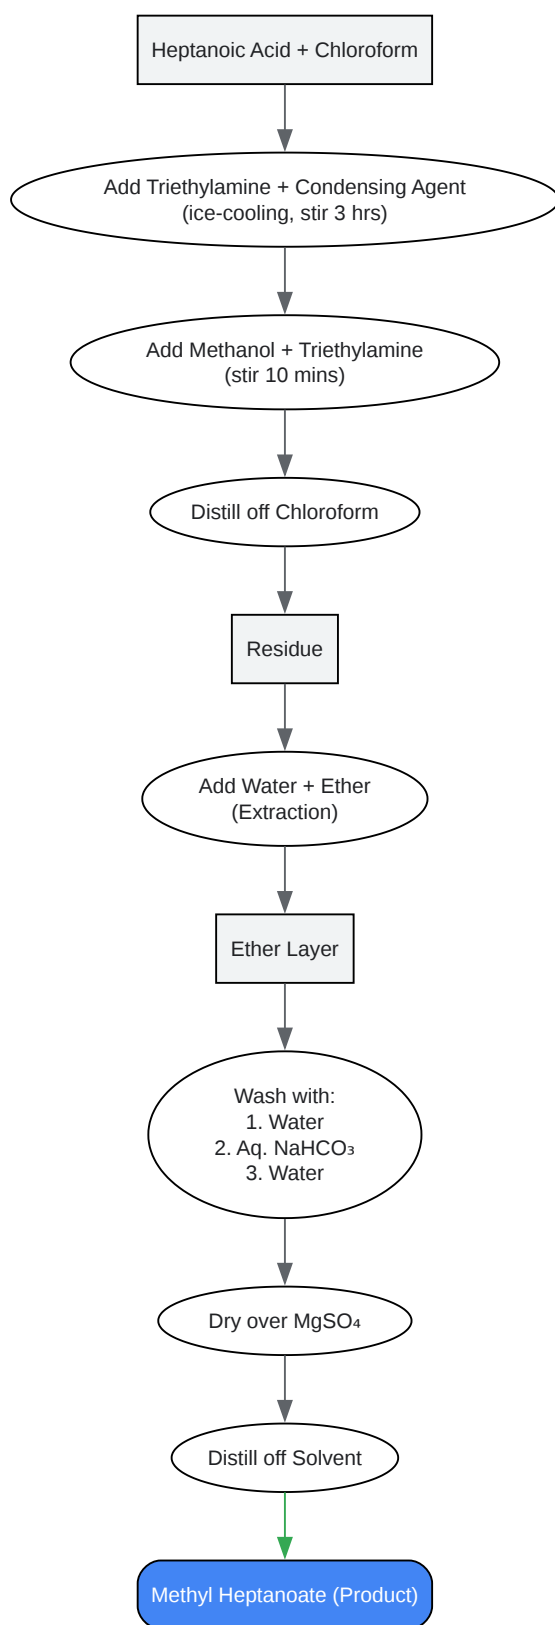 Heptanoic Acid + Chloroform
Add Triethylamine + Condensing Agent
(ice-cooling, stir 3 hrs)
Add Methanol + Triethylamine
(stir 10 mins)
Distill off Chloroform
Residue
Add Water + Ether
(Extraction)
Ether Layer
Wash with:
1. Water
2. Aq. NaHCO₃
3. Water
Dry over MgSO₄
Distill off Solvent
Methyl Heptanoate (Product)